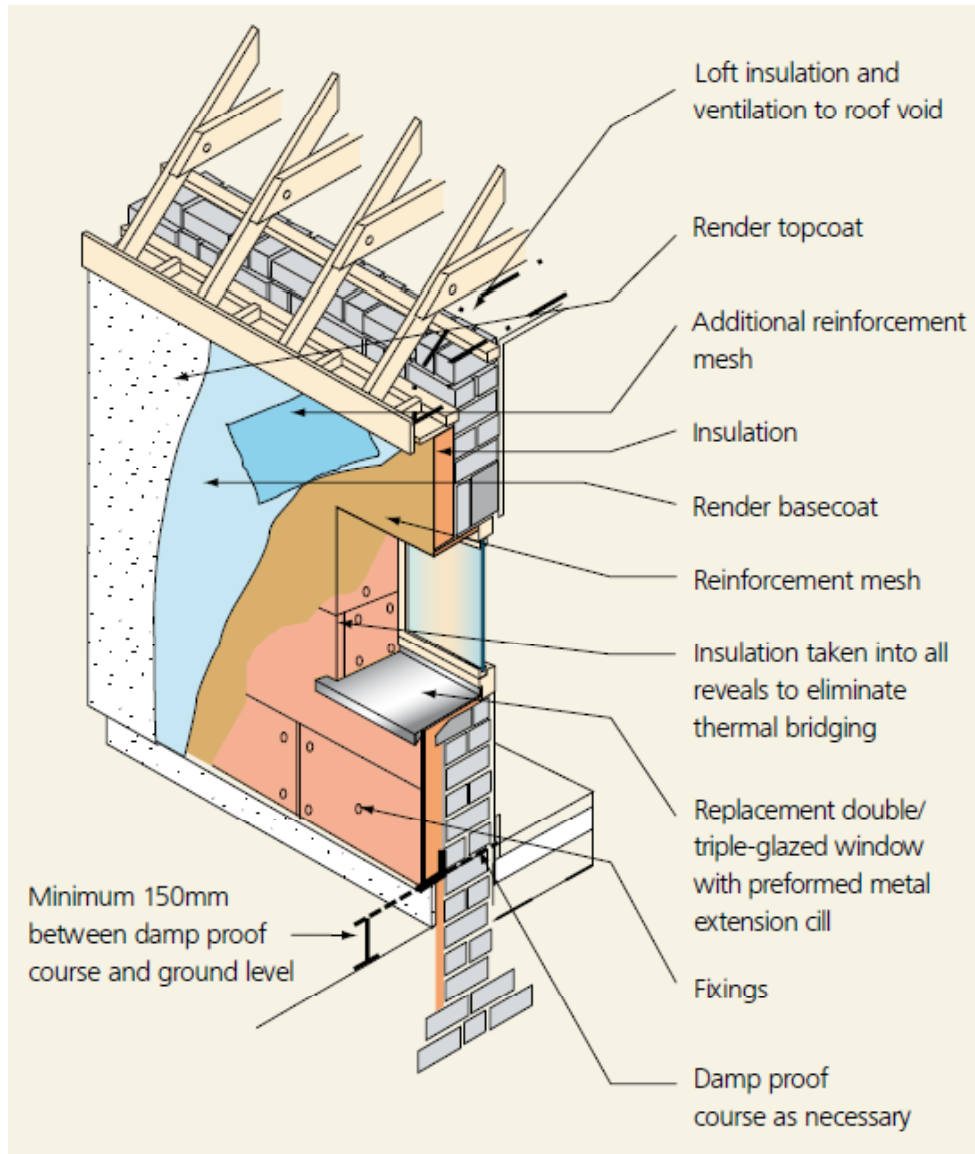 Loft insulation and
ventilation to roof void
Render topcoat
Additional reinforcement
mesh
Insulation
Render basecoat
Reinforcement mesh
Insulation taken into all
reveals to eliminate
thermal bridging
Replacement double/
triple-glazed window
with preformed metal
extension cill
Minimum 150mm
between damp proof
course and ground level
Fixings
Damp proof
course as necessary